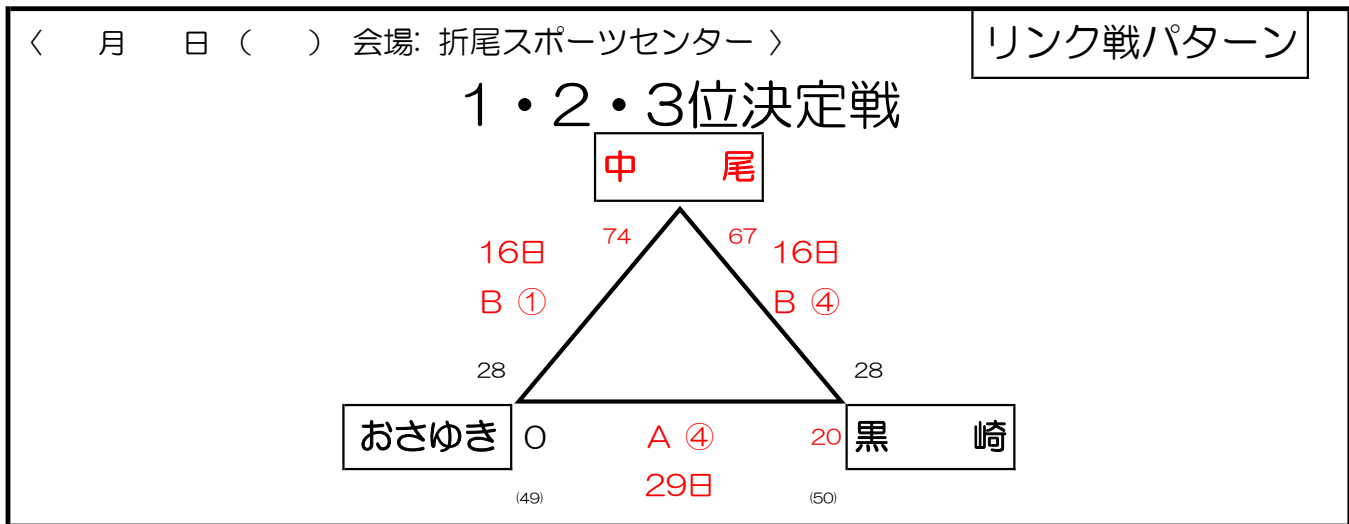 〈　　月　　日（　　） 会場: 折尾スポーツセンター 〉
リンク戦パターン
1・2・3位決定戦
中　　尾
74 67
16日 16日
B ① B ④
28 28
おさゆき 0 A ④ 20 黒　　崎
29日
(49) (50)